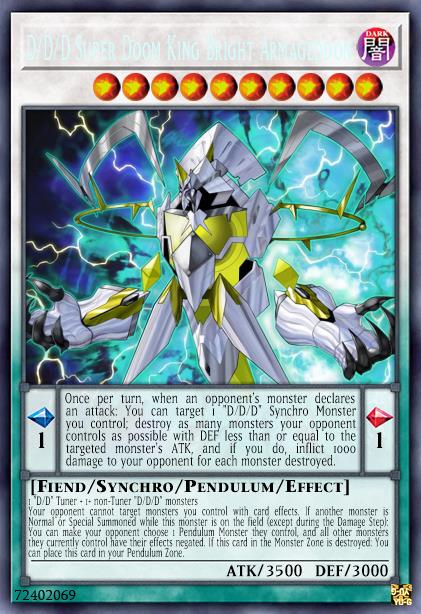 D/D/D Super Doom King Bright Armageddon
DARK
闇
Once per turn, when an opponent's monster declares
an attack: You can target 1 "D/D/D" Synchro Monster
you control; destroy as many monsters your opponent
controls as possible with DEF less than or equal to the
targeted monster's ATK, and if you do, inflict 1000
damage to your opponent for each monster destroyed.
1
1
[Fiend/Synchro/Pendulum/Effect]
1 "D/D" Tuner + 1+ non-Tuner "D/D/D" monsters
Your opponent cannot target monsters you control with card effects. If another monster is
Normal or Special Summoned while this monster is on the field (except during the Damage Step):
You can make your opponent choose 1 Pendulum Monster they control, and all other monsters
they currently control have their effects negated. If this card in the Monster Zone is destroyed: You
can place this card in your Pendulum Zone.
ATK/3500 DEF/3000
72402069